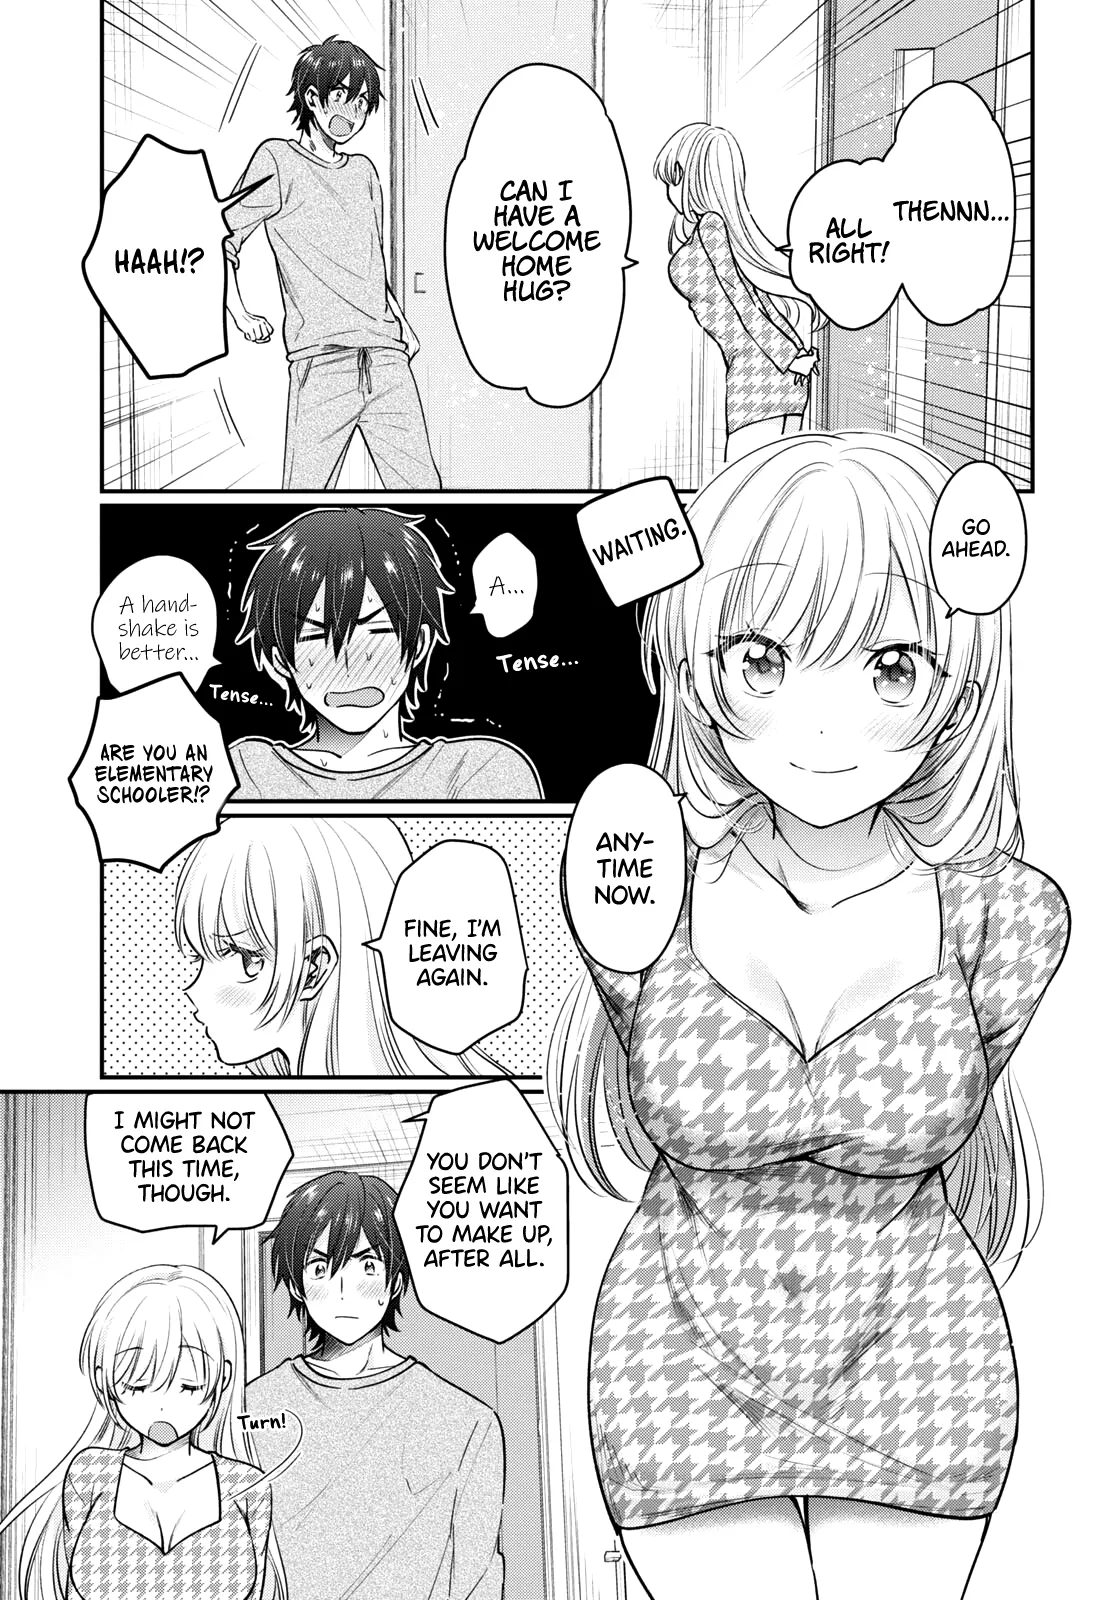 THENNN...
ALL
RIGHT!
CAN I
HAVE A
WELCOME
HOME
HUG?
HAAH!?
GO
AHEAD.
WAITING.
ANY-
TIME
NOW.
A...
Tense...
A hand-
shake is
better...
Tense...
ARE YOU AN
ELEMENTARY
SCHOOLER!?
FINE, I'M
LEAVING
AGAIN.
YOU DON'T
SEEM LIKE
YOU WANT
TO MAKE UP,
AFTER ALL.
I MIGHT NOT
COME BACK
THIS TIME,
THOUGH.
Turn!